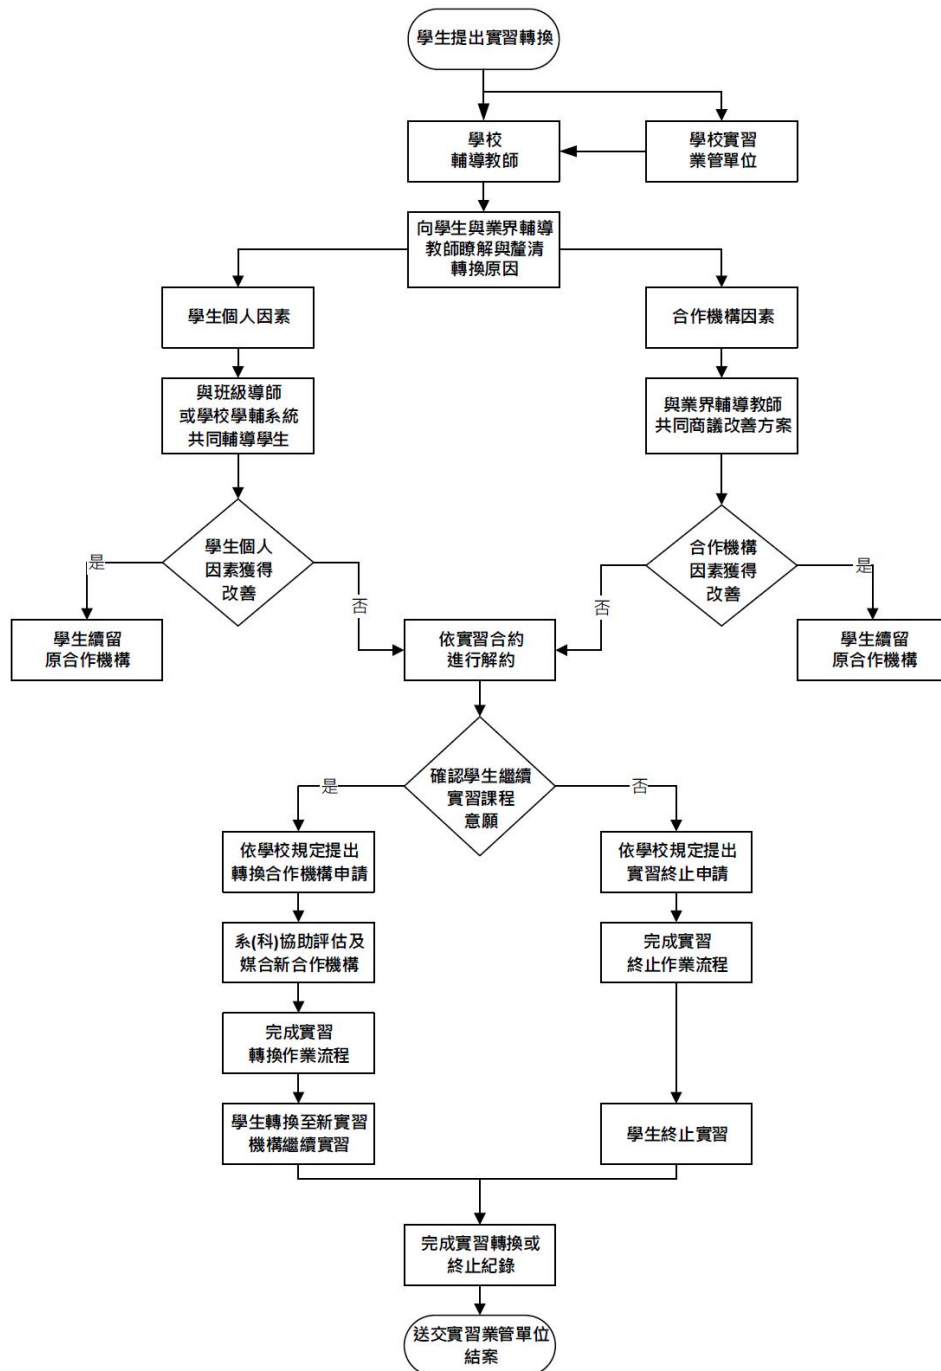 學生提出實習轉換
學校
輔導教師
學校實習
業管單位
向學生與業界輔導
教師瞭解與釐清
轉換原因
學生個人因素
合作機構因素
與班級導師
或學校學輔系統
共同輔導學生
與業界輔導教師
共同商議改善方案
學生個人
因素獲得
改善
合作機構
因素獲得
改善
是
否
否
是
學生續留
原合作機構
依實習合約
進行解約
學生續留
原合作機構
確認學生繼續
實習課程
意願
是
否
依學校規定提出
轉換合作機構申請
依學校規定提出
實習終止申請
系(科)協助評估及
媒合新合作機構
完成實習
終止作業流程
完成實習
轉換作業流程
學生轉換至新實習
機構繼續實習
學生終止實習
完成實習轉換或
終止紀錄
送交實習業管單位
結案